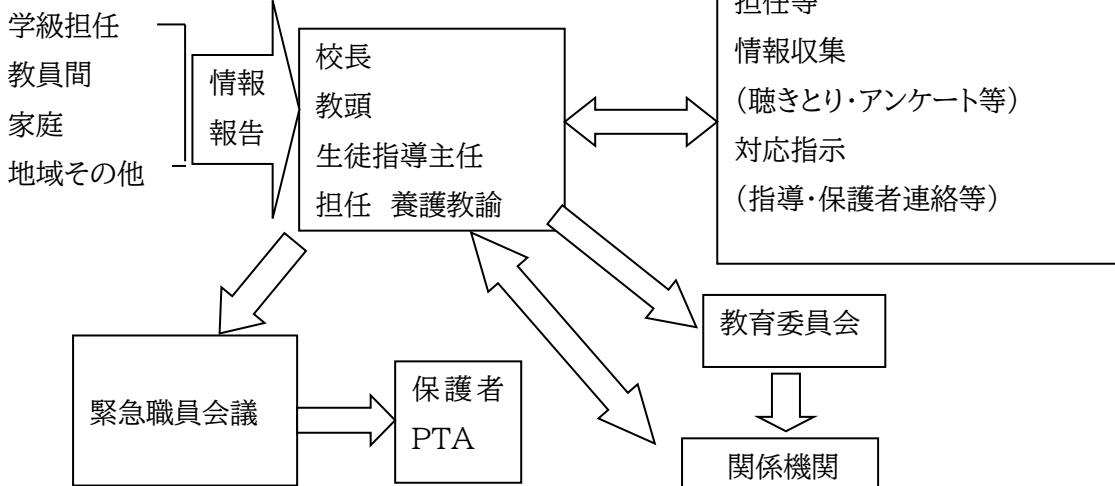 学級担任
教員間
家庭
地域その他
情報
報告
校長
教頭
生徒指導主任
担任 養護教諭
担任等
情報収集
（聴きとり・アンケート等）
対応指示
（指導・保護者連絡等）
教育委員会
緊急職員会議
保護者
PTA
関係機関